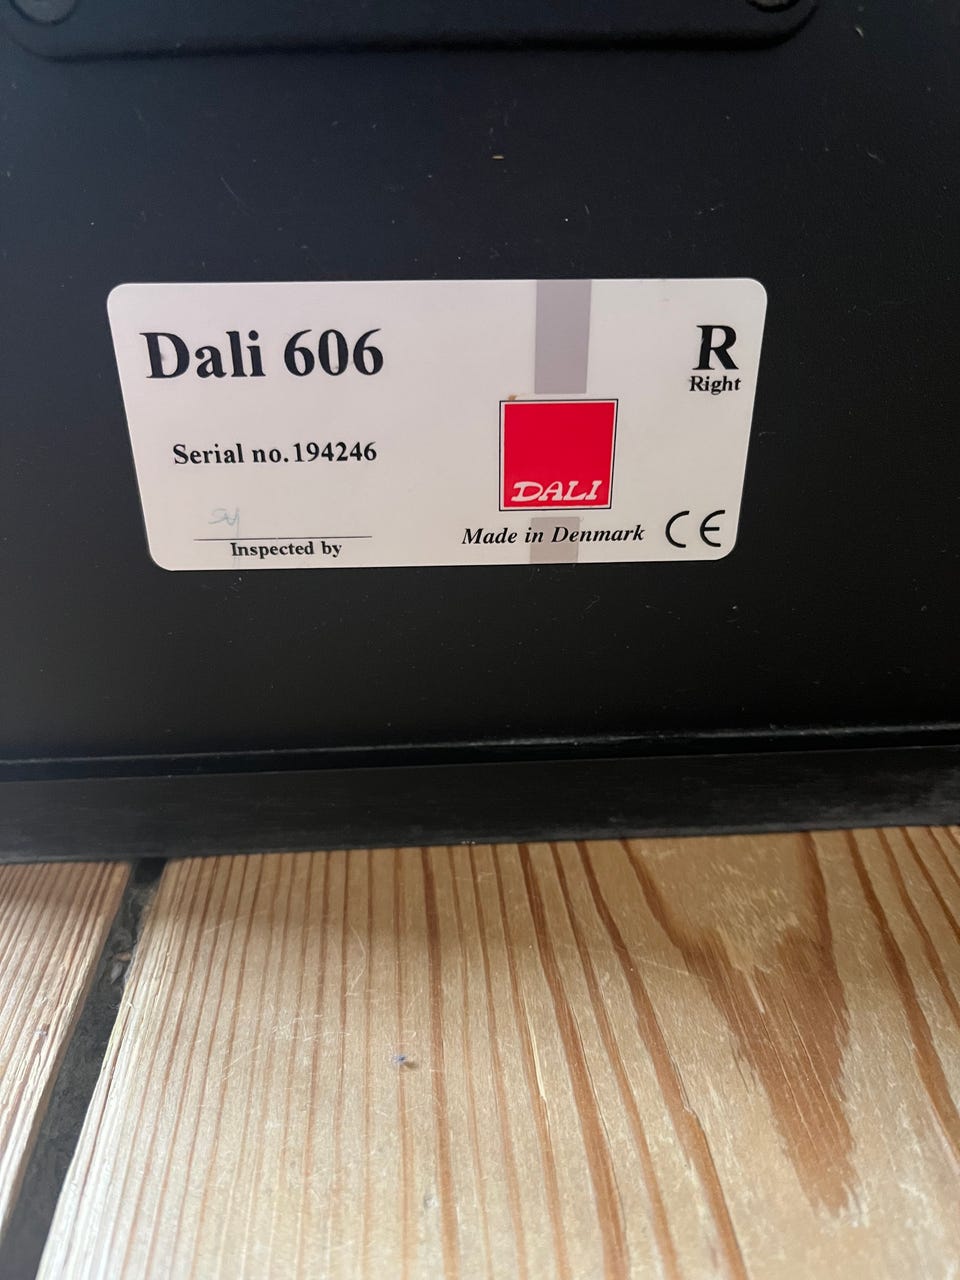 Dali 606
R
Right
Serial no.194246
DALI
Inspected by
Made in Denmark CE